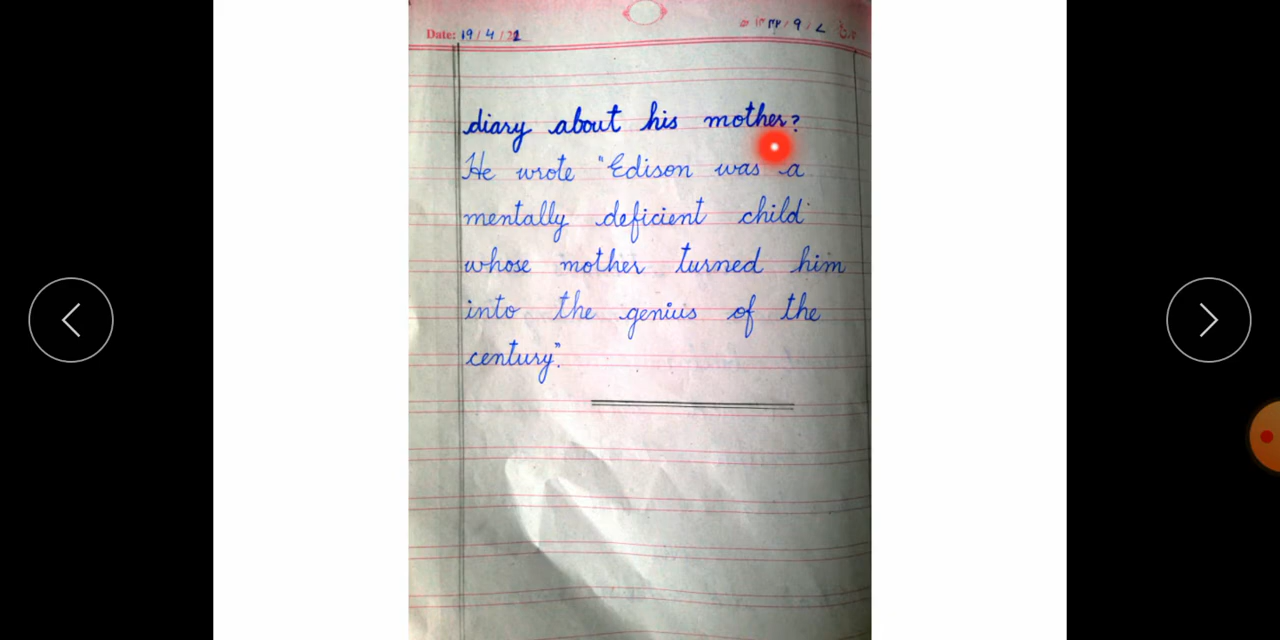 Date: 19/4/21
diary about his mother?
He wrote "Edison was a
mentally deficient child
whose mother turned him
into the genius of the
century".